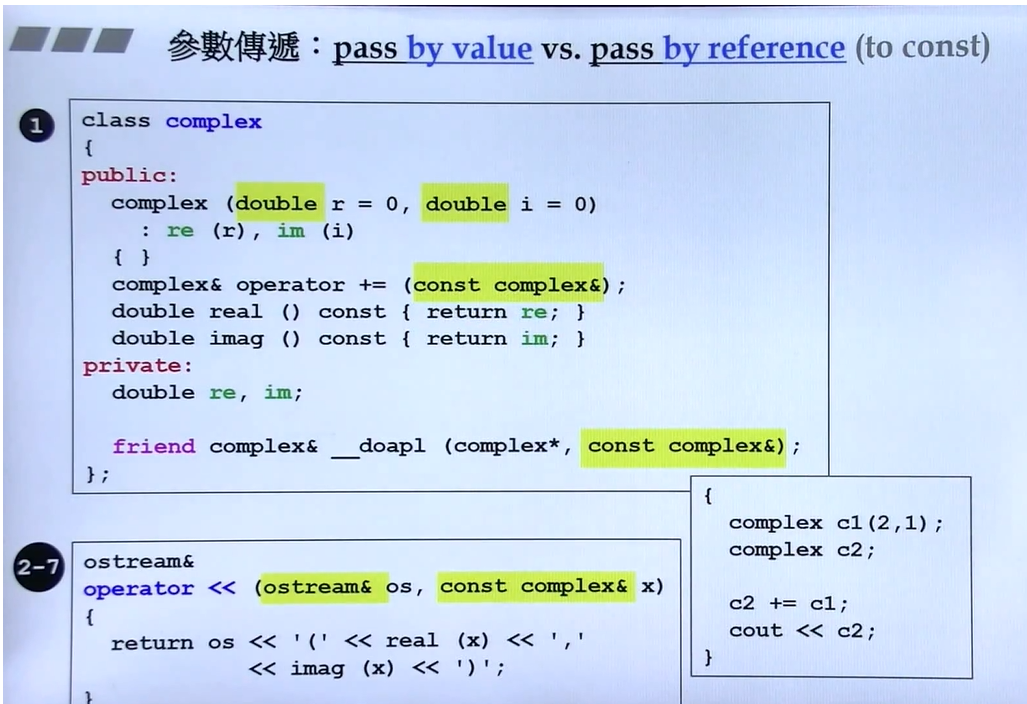 參數傳遞：pass by value vs. pass by reference (to const)
1
class complex
{
public:
complex (double r = 0, double i = 0)
: re (r), im (i)
{ }
complex& operator += (const complex&);
double real () const { return re; }
double imag () const { return im; }
private:
double re, im;
friend complex& __doapl (complex*, const complex&);
};
{
complex c1(2,1);
complex c2;
c2 += c1;
cout << c2;
}
2-7
ostream&
operator << (ostream& os, const complex& x)
{
return os << '(' << real (x) << ','
<< imag (x) << ')';
}